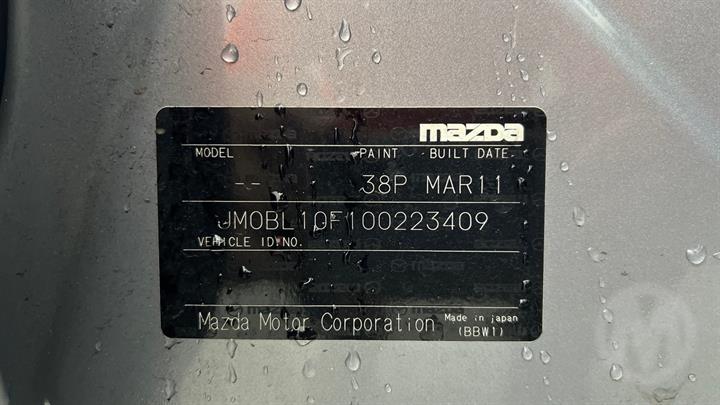 mazda
MODEL PAINT BUILT DATE
-- 38P MAR11
JM0BL10F100223409
VEHICLE ID.NO.
Mazda Motor Corporation Made in japan
(BBW1)